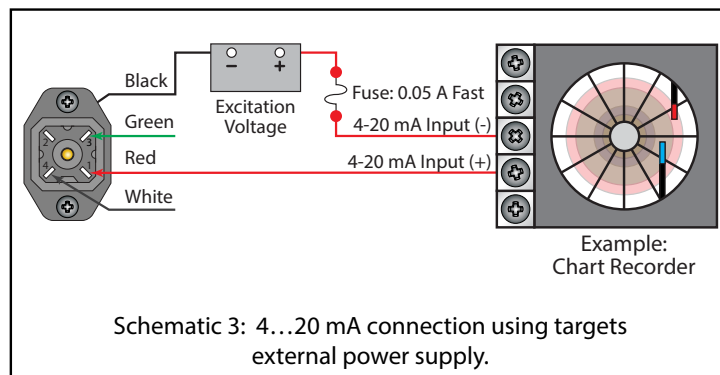 Black
Green
Red
White
2
3
4
1
− +
Excitation
Voltage
Fuse: 0.05 A Fast
4-20 mA Input (-)
4-20 mA Input (+)
Example:
Chart Recorder
Schematic 3: 4…20 mA connection using targets
external power supply.